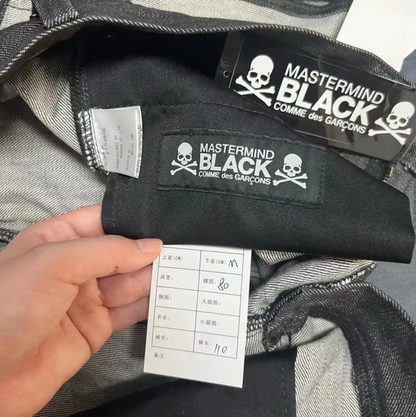 MASTERMIND
BLACK
COMME des GARÇONS
MASTERMIND
BLACK
COMME des GARÇONS
上装(CM) 下装(CM) M
肩宽: 腰围: 80
胸围: 大腿围:
衣长: 小腿围:
袖长: 裤长: 110
备注